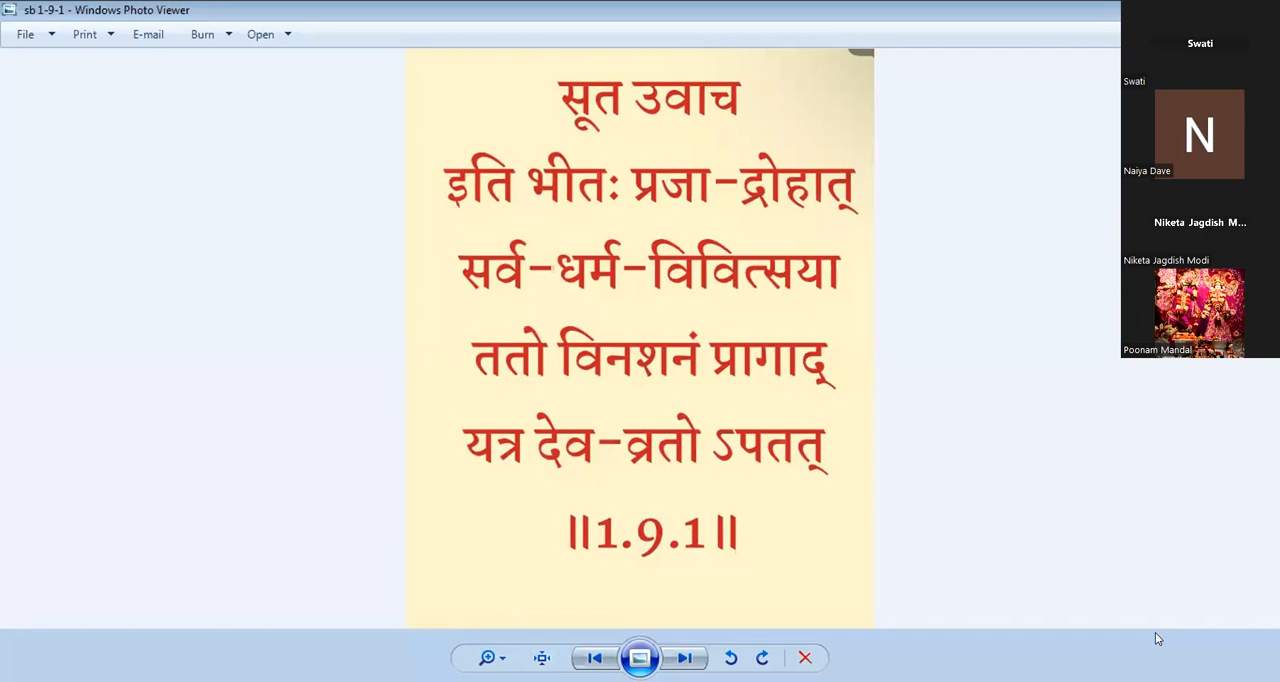 sb 1-9-1 - Windows Photo Viewer
File Print E-mail Burn Open
सूत उवाच
इति भीतः प्रजा-द्रोहात्
सर्व-धर्म-विवित्सया
ततो विनशनं प्रागाद्
यत्र देव-व्रतो ऽपतत्
॥1.9.1॥
Swati
Swati
N
Naiya Dave
Niketa Jagdish M...
Niketa Jagdish Modi
Poonam Mandal